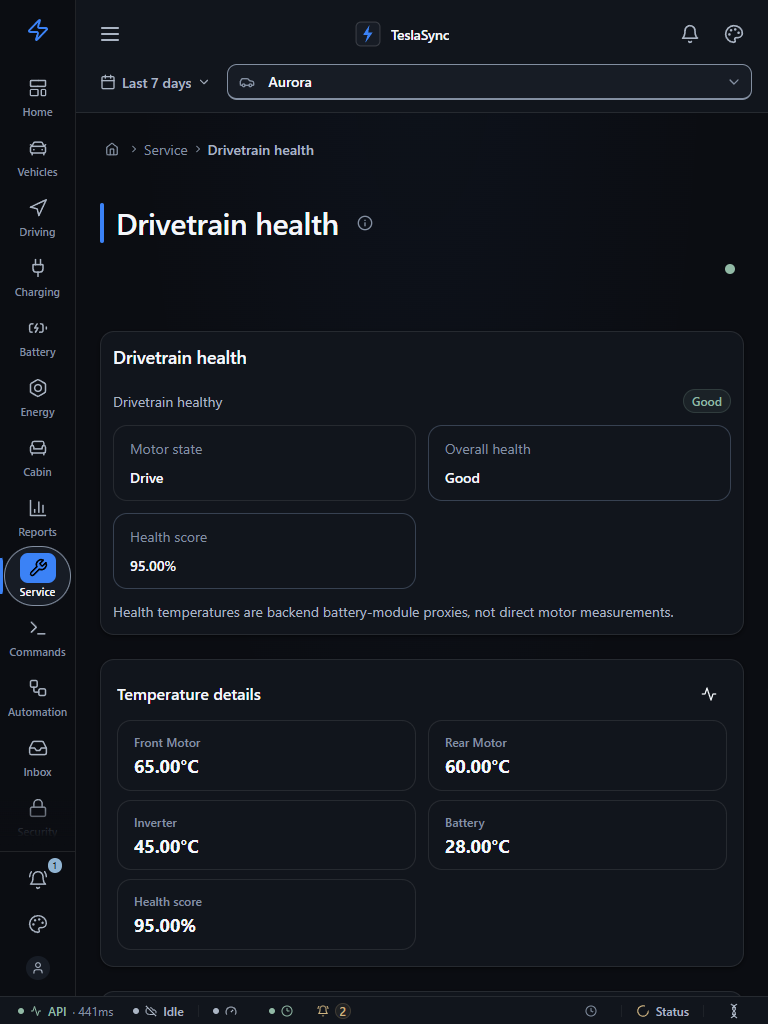 TeslaSync
Last 7 days
Aurora
Home
Vehicles
Driving
Charging
Battery
Energy
Cabin
Reports
Service
Commands
Automation
Inbox
Security
1
Service
Drivetrain health
Drivetrain health
Drivetrain health
Drivetrain healthy
Good
Motor state
Drive
Overall health
Good
Health score
95.00%
Health temperatures are backend battery-module proxies, not direct motor measurements.
Temperature details
Front Motor
65.00°C
Rear Motor
60.00°C
Inverter
45.00°C
Battery
28.00°C
Health score
95.00%
API · 441ms
Idle
2
Status